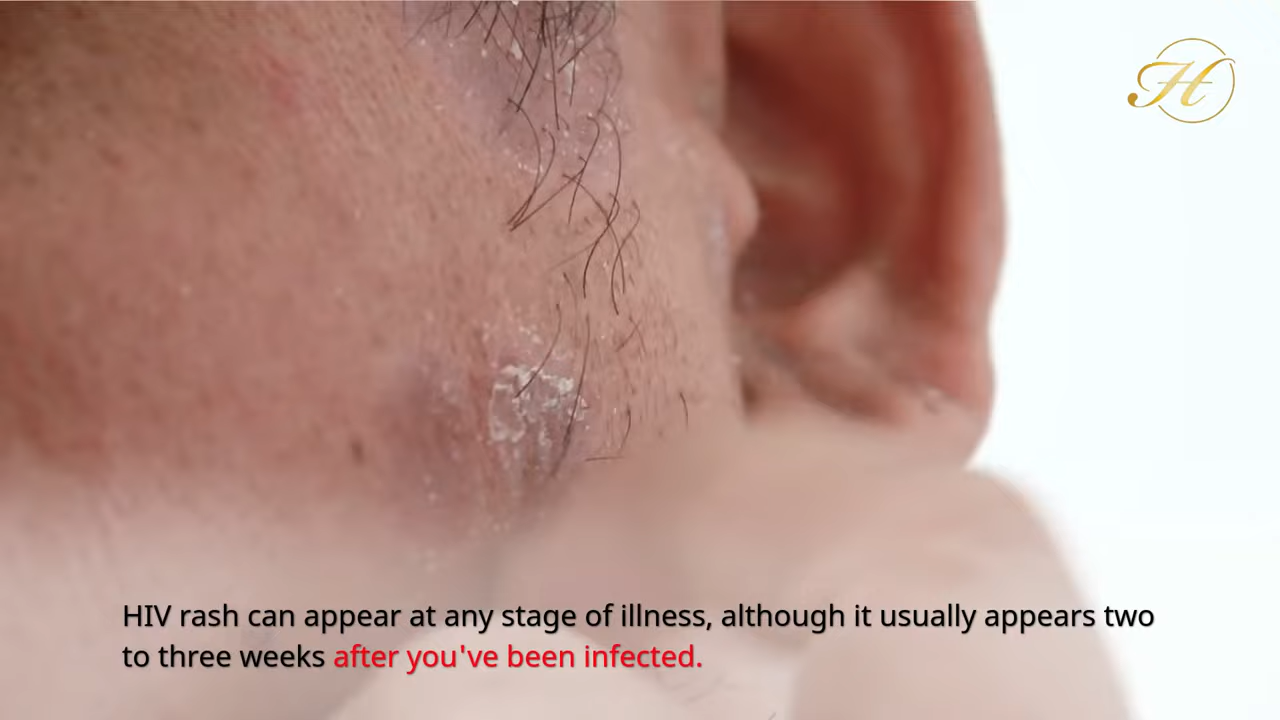 H
HIV rash can appear at any stage of illness, although it usually appears two
to three weeks after you've been infected.